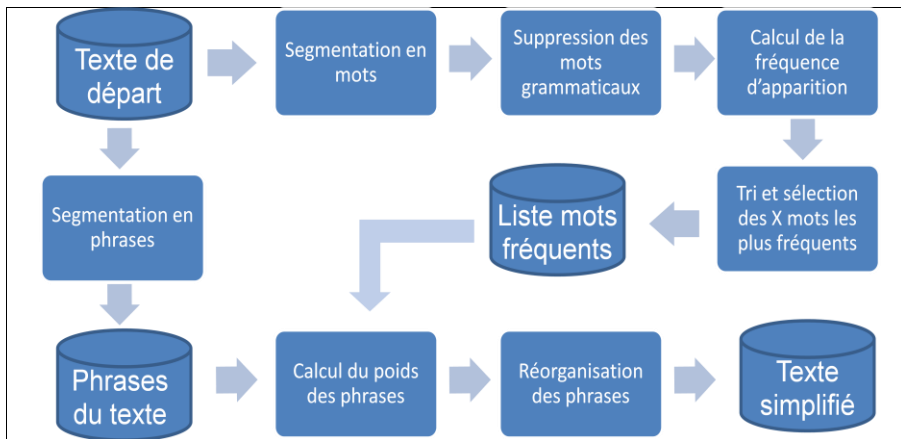 Texte de
départ
Segmentation en
mots
Suppression des
mots
grammaticaux
Calcul de la
fréquence
d'apparition
Segmentation en
phrases
Liste mots
fréquents
Tri et sélection
des X mots les
plus fréquents
Phrases
du texte
Calcul du poids
des phrases
Réorganisation
des phrases
Texte
simplifié